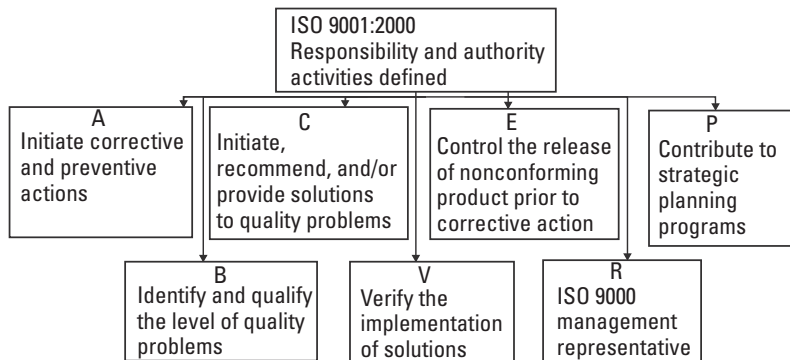 ISO 9001:2000
Responsibility and authority
activities defined
A
Initiate corrective
and preventive
actions
C
Initiate,
recommend, and/or
provide solutions
to quality problems
E
Control the release
of nonconforming
product prior to
corrective action
P
Contribute to
strategic
planning
programs
B
Identify and qualify
the level of quality
problems
V
Verify the
implementation
of solutions
R
ISO 9000
management
representative